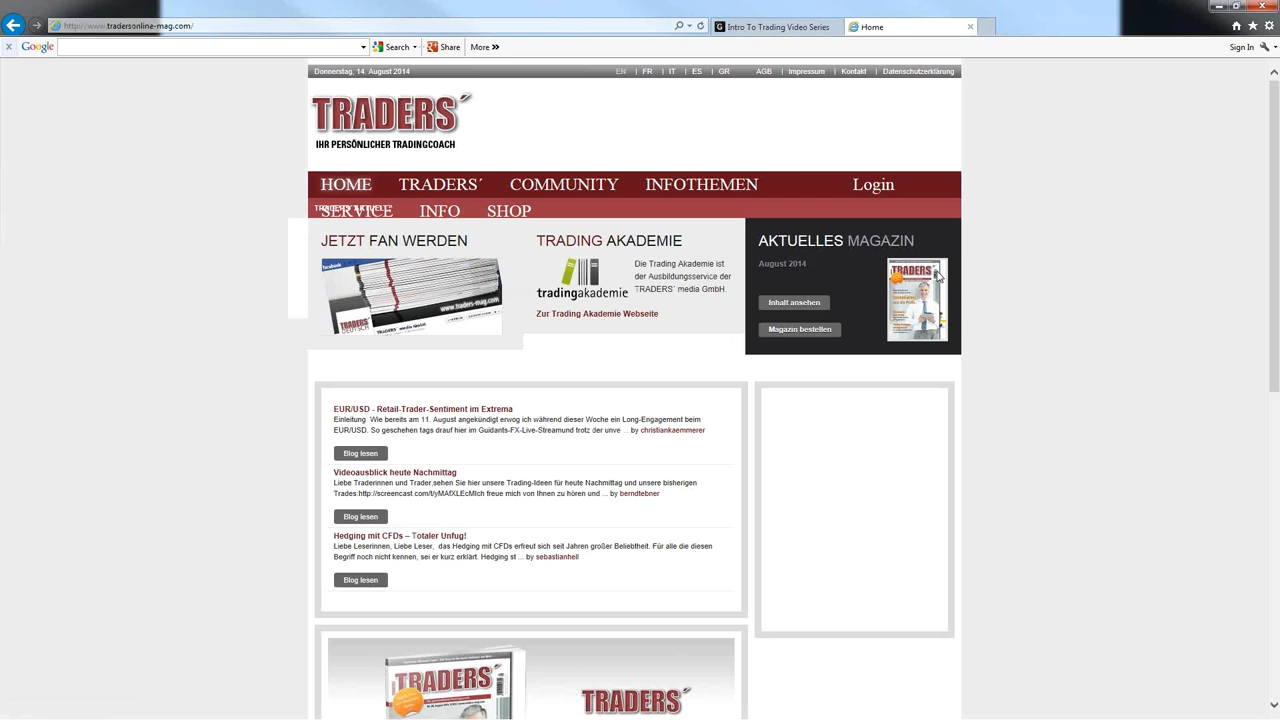 http://www.tradersonline-mag.com/
Intro To Trading Video Series
Home
Google
Search
Share
More »
Sign In
Donnerstag, 14. August 2014
EN | FR | IT | ES | GR
AGB | Impressum | Kontakt | Datenschutzerklärung
TRADERS´
IHR PERSÖNLICHER TRADINGCOACH
HOME TRADERS´ COMMUNITY INFOTHEMEN Login
SERVICE INFO SHOP
JETZT FAN WERDEN
facebook
www.traders-mag.com
TRADING AKADEMIE
tradingakademie
Die Trading Akademie ist
der Ausbildungsservice der
TRADERS´ media GmbH.
Zur Trading Akademie Webseite
AKTUELLES MAGAZIN
August 2014
Inhalt ansehen
Magazin bestellen
TRADERS´
EUR/USD - Retail-Trader-Sentiment im Extrema
Einleitung Wie bereits am 11. August angekündigt erwog ich während dieser Woche ein Long-Engagement beim
EUR/USD. So geschehen tags drauf hier im Guidants-FX-Live-Streamund trotz der unve ... by christiankaemmerer
Blog lesen
Videoausblick heute Nachmittag
Liebe Traderinnen und Trader,sehen Sie hier unsere Trading-Ideen für heute Nachmittag und unsere bisherigen
Trades:http://screencast.com/t/yMAfXLEcMIch freue mich von Ihnen zu hören und ... by berndtebner
Blog lesen
Hedging mit CFDs – Totaler Unfug!
Liebe Leserinnen, Liebe Leser, das Hedging mit CFDs erfreut sich seit Jahren großer Beliebtheit. Für alle die diesen
Begriff noch nicht kennen, sei er kurz erklärt. Hedging st ... by sebastianhell
Blog lesen
TRADERS´
TRADERS´